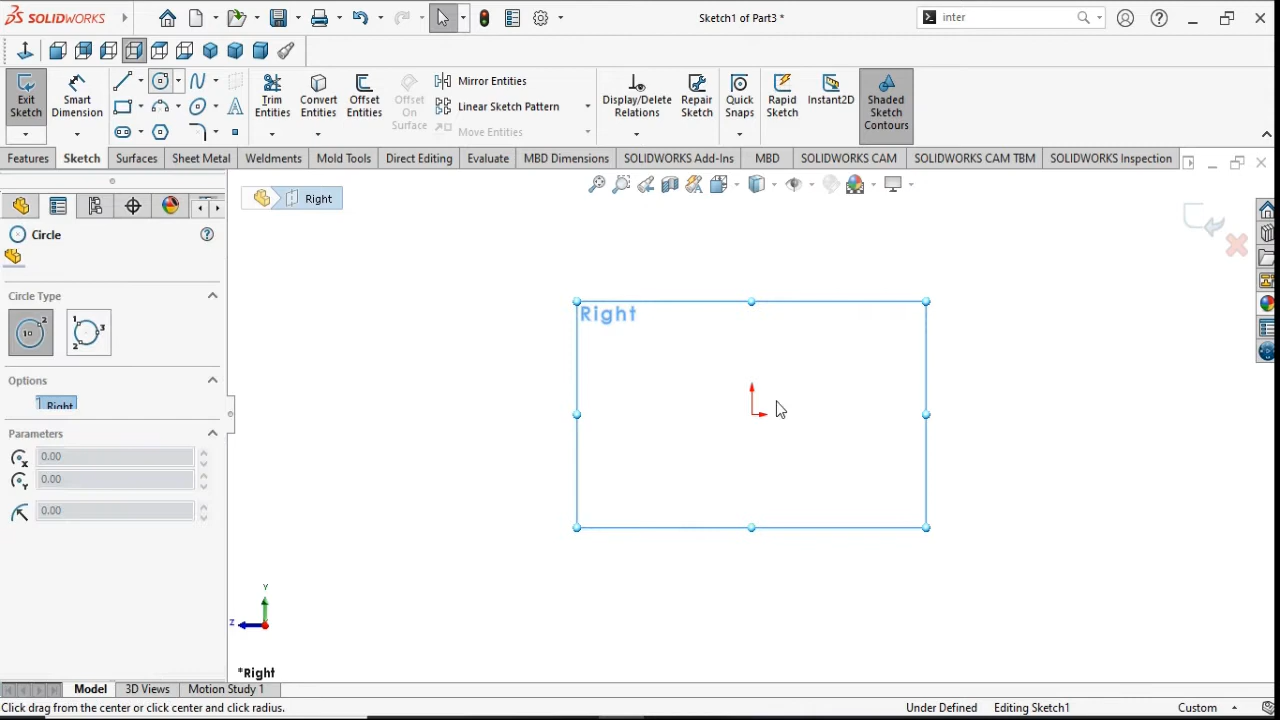 SOLIDWORKS
Sketch1 of Part3 *
inter
Exit Sketch
Smart Dimension
Trim Entities
Convert Entities
Offset Entities
Offset On Surface
Mirror Entities
Linear Sketch Pattern
Move Entities
Display/Delete Relations
Repair Sketch
Quick Snaps
Rapid Sketch
Instant2D
Shaded Sketch Contours
Features
Sketch
Surfaces
Sheet Metal
Weldments
Mold Tools
Direct Editing
Evaluate
MBD Dimensions
SOLIDWORKS Add-Ins
MBD
SOLIDWORKS CAM
SOLIDWORKS CAM TBM
SOLIDWORKS Inspection
Right
Circle
Circle Type
Options
Right
Parameters
0.00
0.00
0.00
Right
Y
Z
*Right
Model
3D Views
Motion Study 1
Click drag from the center or click center and click radius.
Under Defined
Editing Sketch1
Custom